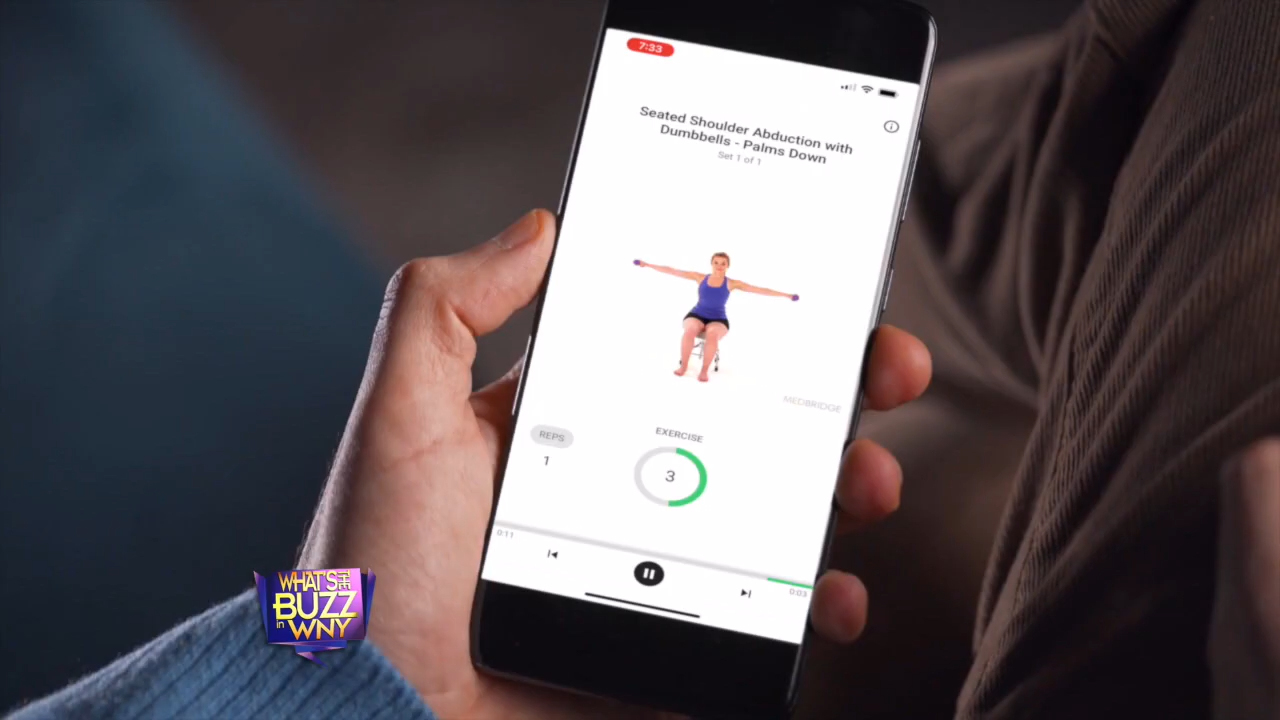 7:33
Seated Shoulder Abduction with
Dumbbells - Palms Down
Set 1 of 1
MEDBRIDGE
REPS
1
EXERCISE
3
0:11
0:03
WHAT'S THE
BUZZ
in WNY